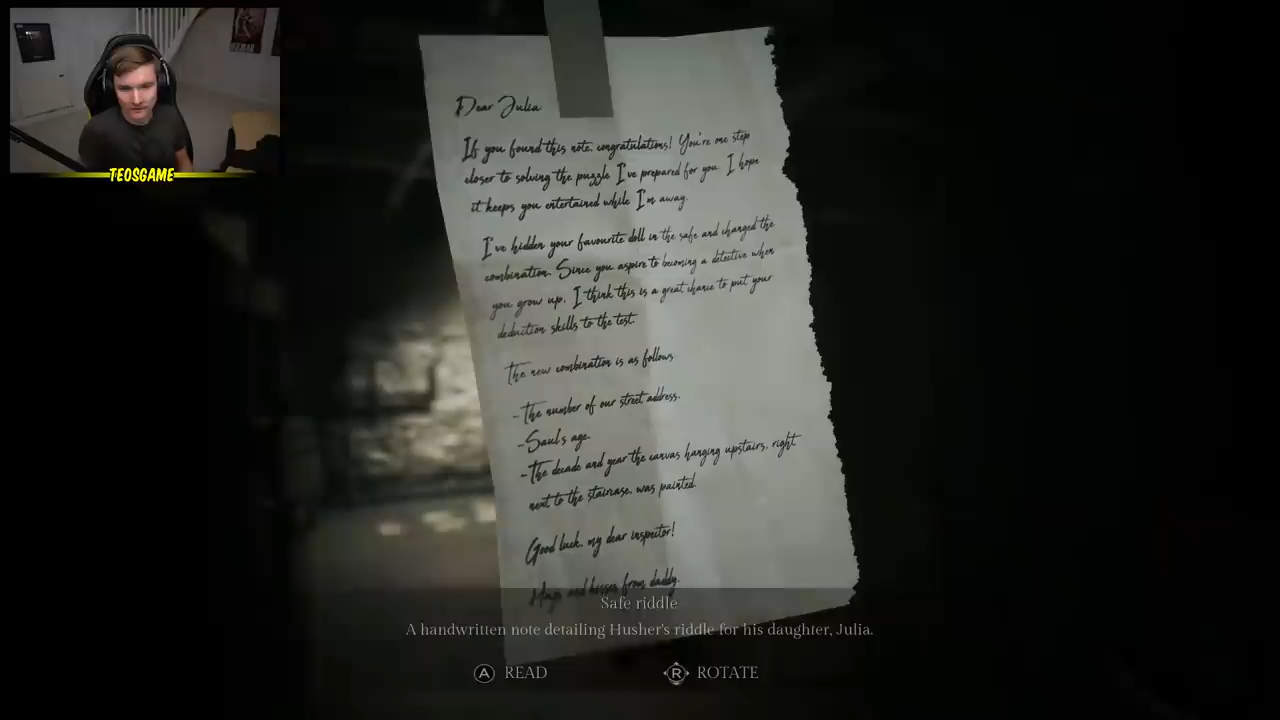 TEOSGAME
Dear Julia
If you found this note, congratulations! You're one step
closer to solving the puzzle I've prepared for you. I hope
it keeps you entertained while I'm away.
I've hidden your favourite doll in the safe and changed the
combination. Since you aspire to becoming a detective when
you grow up, I think this is a great chance to put your
deduction skills to the test.
The new combination is as follows
-The number of our street address.
-Saul's age.
-The decade and year the canvas hanging upstairs, right
next to the staircase, was painted.
Good luck, my dear inspector!
Hugs and kisses from daddy.
Safe riddle
A handwritten note detailing Husher's riddle for his daughter, Julia.
A READ
R ROTATE